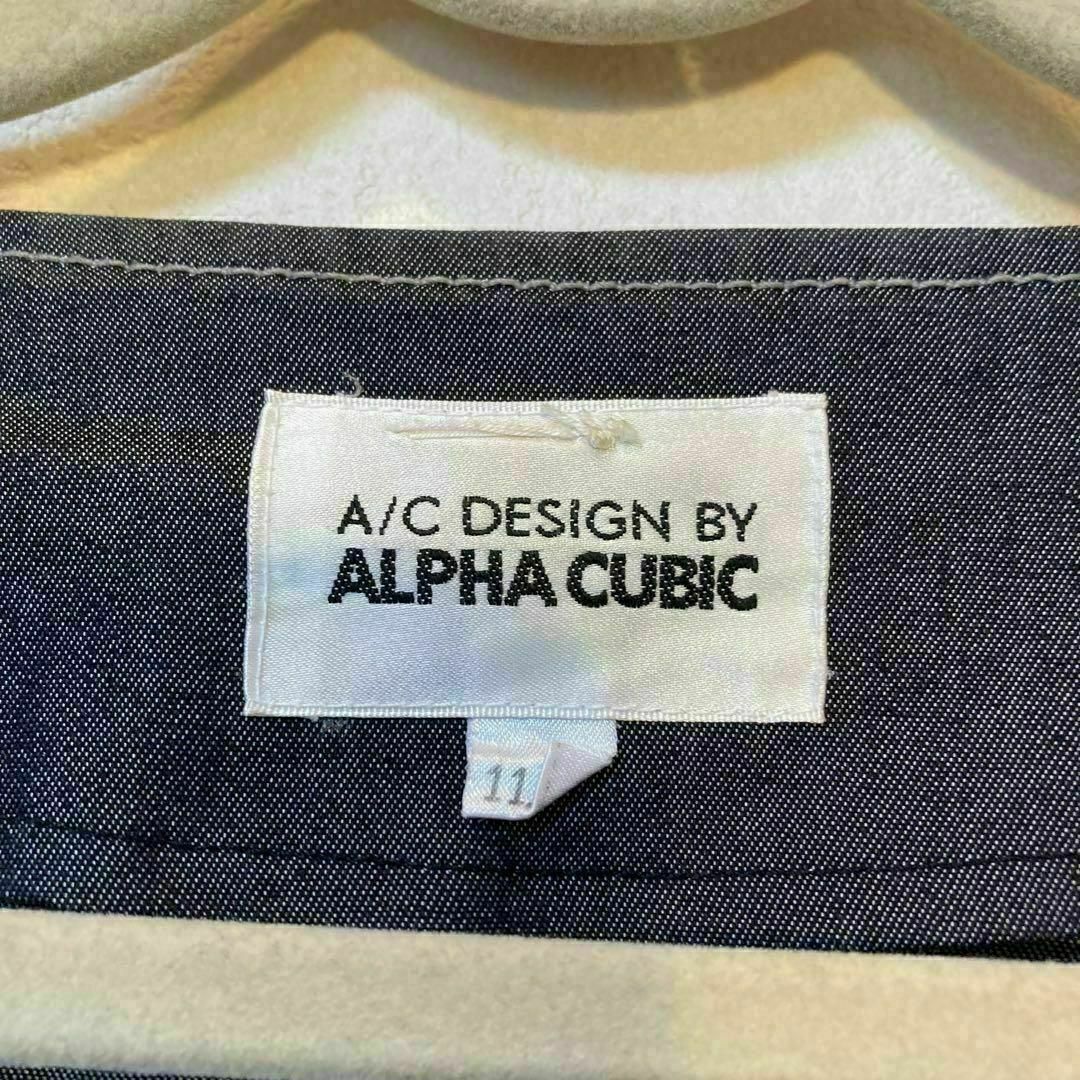 A/C DESIGN BY
ALPHA CUBIC
11